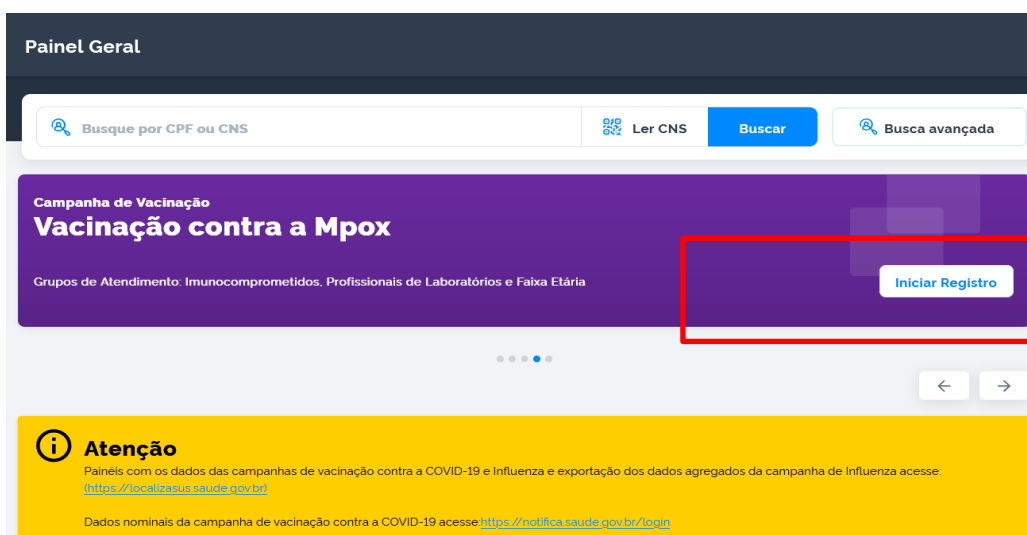 Painel Geral
Busque por CPF ou CNS
Ler CNS
Buscar
Busca avançada
Campanha de Vacinação
Vacinação contra a Mpox
Grupos de Atendimento: Imunocomprometidos, Profissionais de Laboratórios e Faixa Etária
Iniciar Registro
Atenção
Painéis com os dados das campanhas de vacinação contra a COVID-19 e Influenza e exportação dos dados agregados da campanha de Influenza acesse:
(https://localizasus.saude.gov.br)
Dados nominais da campanha de vacinação contra a COVID-19 acesse:https://notifica.saude.gov.br/login